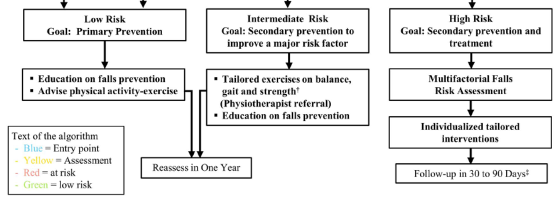 Low Risk
Goal: Primary Prevention
Intermediate Risk
Goal: Secondary prevention to
improve a major risk factor
High Risk
Goal: Secondary prevention and
treatment
▪ Education on falls prevention
▪ Advise physical activity-exercise
▪ Tailored exercises on balance,
gait and strength†
(Physiotherapist referral)
▪ Education on falls prevention
Multifactorial Falls
Risk Assessment
Individualized tailored
interventions
Text of the algorithm
- Blue = Entry point
- Yellow = Assessment
- Red = at risk
- Green = low risk
Reassess in One Year
Follow-up in 30 to 90 Days‡